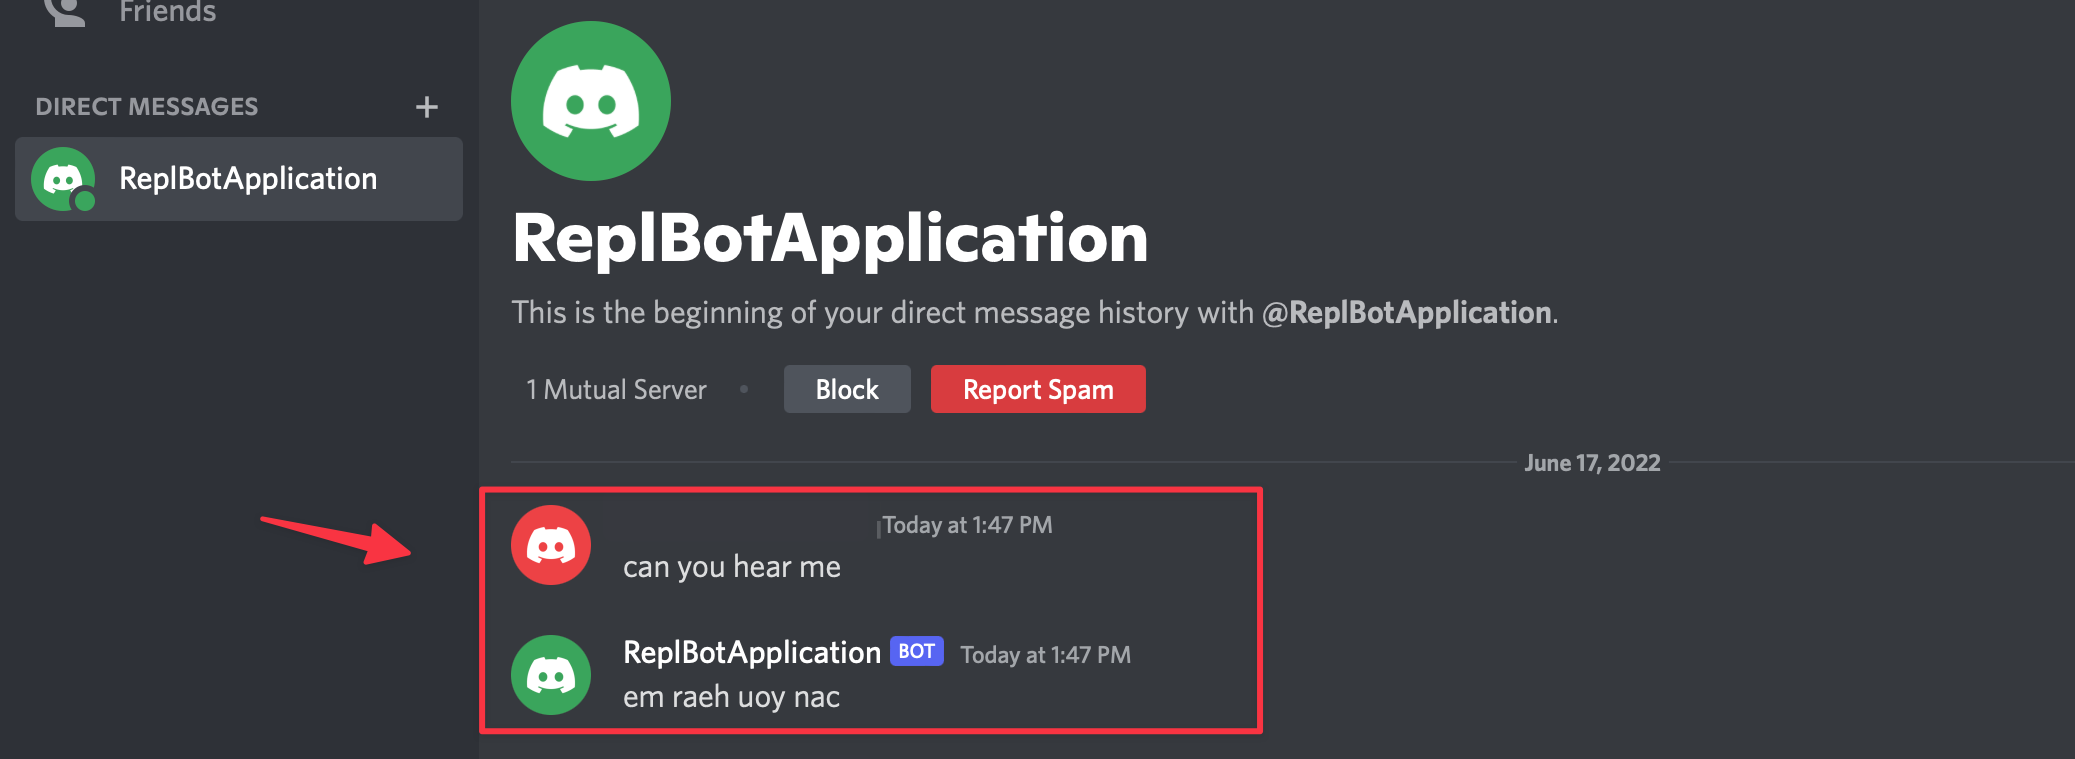 Friends
DIRECT MESSAGES +
ReplBotApplication
ReplBotApplication
This is the beginning of your direct message history with @ReplBotApplication.
1 Mutual Server • Block Report Spam
June 17, 2022
Today at 1:47 PM
can you hear me
ReplBotApplication BOT Today at 1:47 PM
em raeh uoy nac